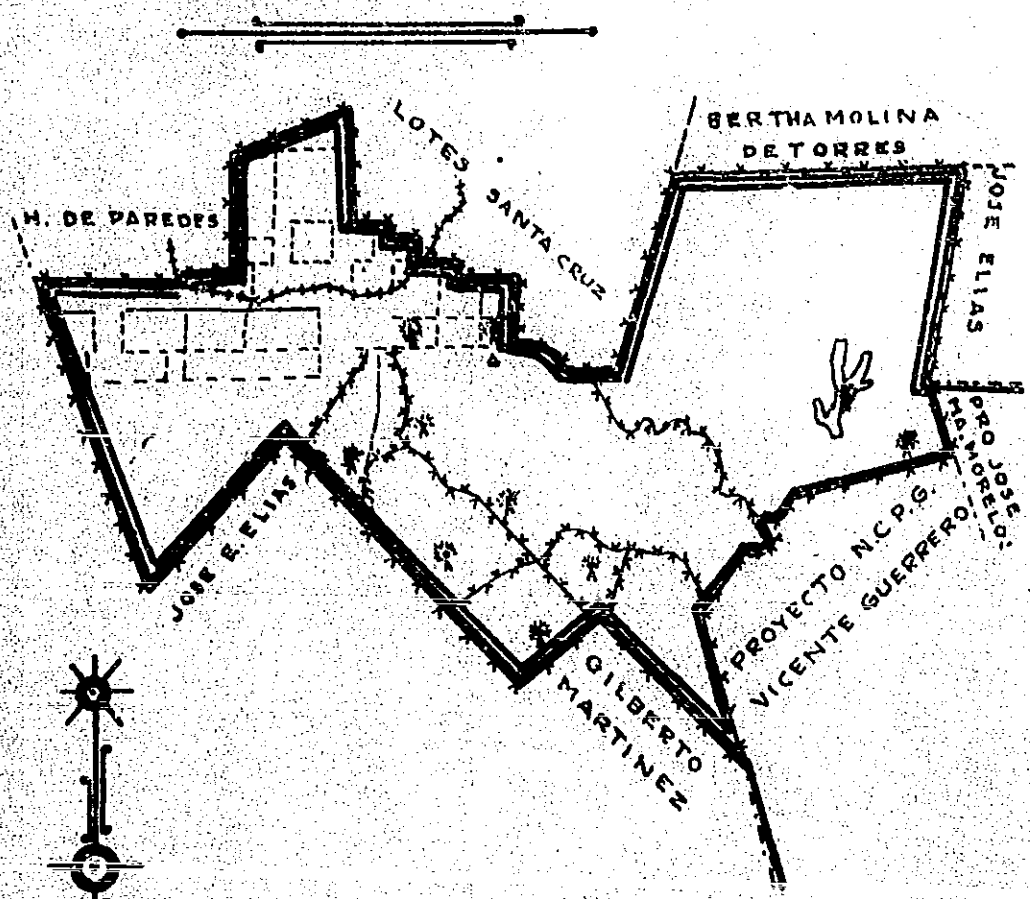 BERTHA MOLINA
DE TORRES
LOTES SANTA CRUZ
H. DE PAREDES
JOSE ELIAS
PRO JOSE
MA. MORELO-
JOSE E. ELIAS
PROYECTO N.C.P.G.
VICENTE GUERRERO
GILBERTO
MARTINEZ